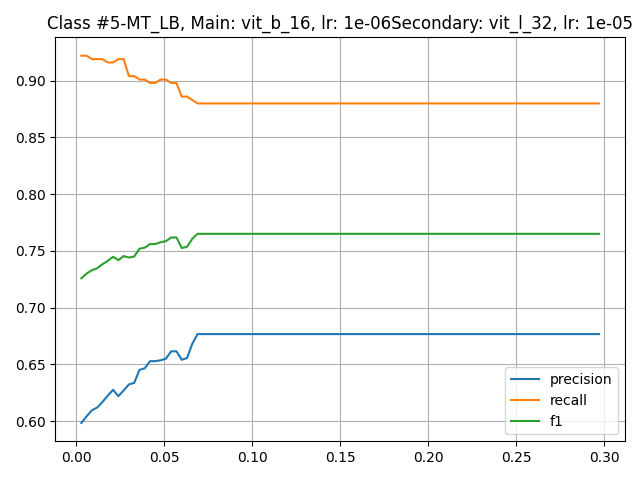 Class #5-MT_LB, Main: vit_b_16, lr: 1e-06Secondary: vit_l_32, lr: 1e-05
0.90
0.85
0.80
0.75
0.70
0.65
0.60
precision
recall
f1
0.00 0.05 0.10 0.15 0.20 0.25 0.30